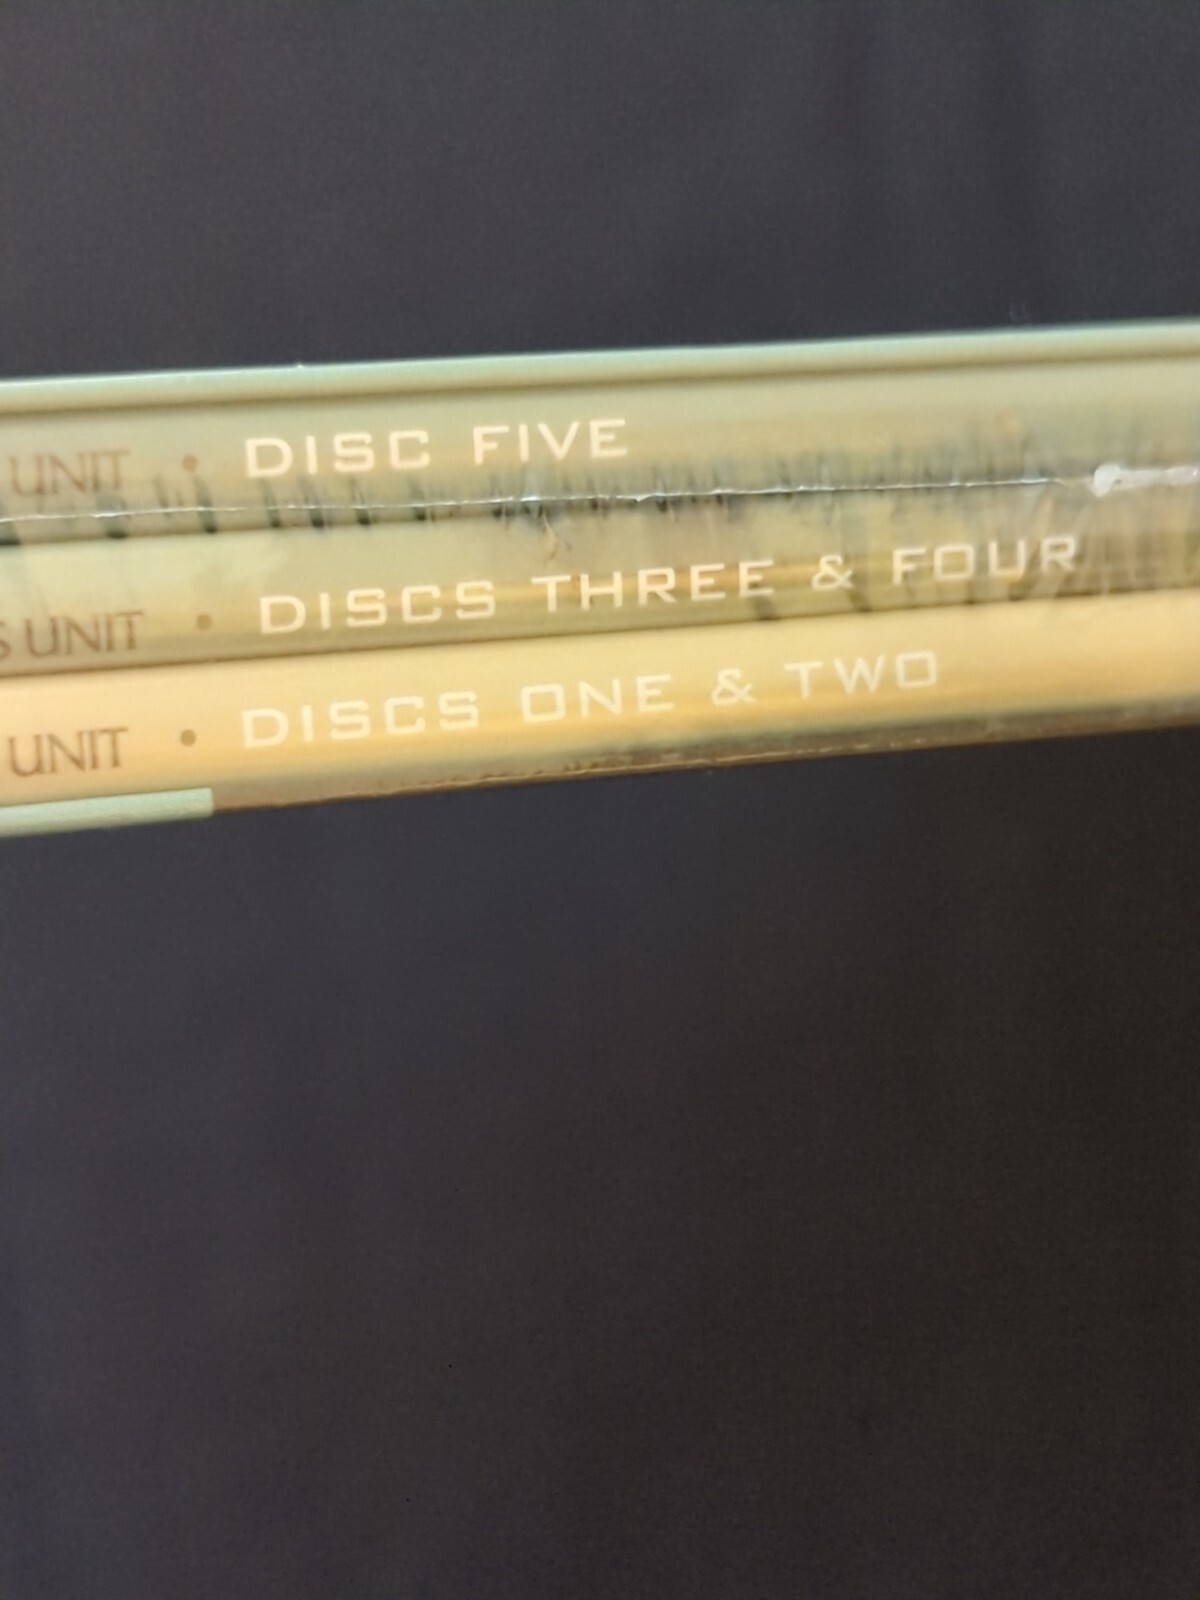 UNIT • DISC FIVE
S UNIT • DISCS THREE & FOUR
UNIT • DISCS ONE & TWO